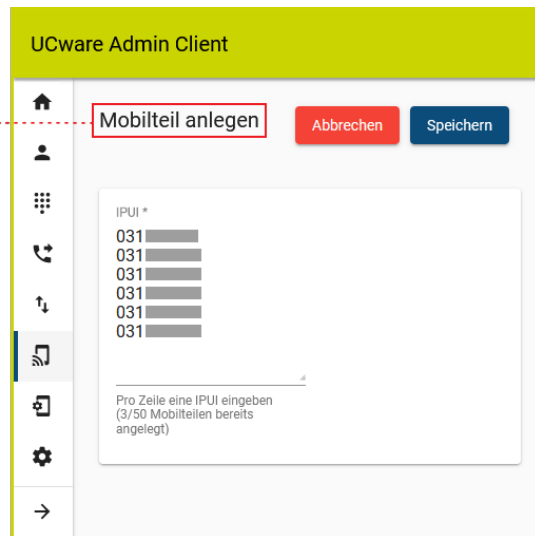 UCware Admin Client
Mobilteil anlegen
Abbrechen
Speichern
IPUI *
031
031
031
031
031
031
Pro Zeile eine IPUI eingeben
(3/50 Mobilteilen bereits
angelegt)